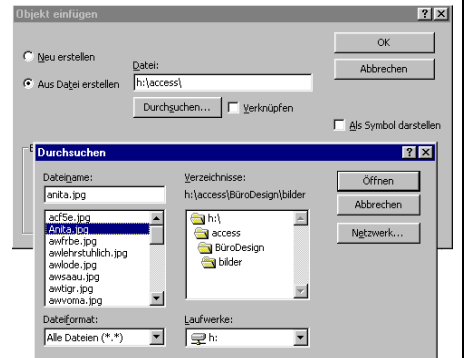 Objekt einfügen
OK
Neu erstellen
Datei:
Abbrechen
Aus Datei erstellen
h:\access\
Durchsuchen...
Verknüpfen
Als Symbol darstellen
Durchsuchen
Dateiname:
Verzeichnisse:
Öffnen
anita.jpg
h:\access\BüroDesign\bilder
Abbrechen
acf5e.jpg
h:\
Anita.jpg
access
Netzwerk...
awfrbe.jpg
BüroDesign
awlehrstuhlich.jpg
bilder
awlode.jpg
awsaau.jpg
awtigr.jpg
awvoma.jpg
Dateiformat:
Laufwerke:
Alle Dateien (*.*)
h: